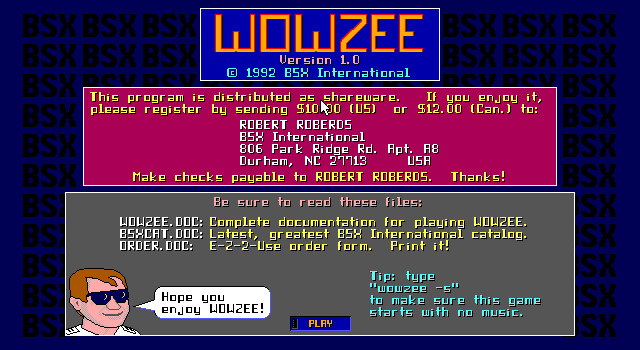 WOWZEE
Version 1.0
© 1992 BSX International
This program is distributed as shareware. If you enjoy it,
please register by sending $10.00 (US) or $12.00 (Can.) to:
ROBERT ROBERDS
BSX International
806 Park Ridge Rd. Apt. A8
Durham, NC 27713 USA
Make checks payable to ROBERT ROBERDS. Thanks!
Be sure to read these files:
WOWZEE.DOC: Complete documentation for playing WOWZEE.
BSXCAT.DOC: Latest, greatest BSX International catalog.
ORDER.DOC: E-Z-2-Use order form. Print it!
Hope you
enjoy WOWZEE!
Tip: type
"wowzee -s"
to make sure this game
starts with no music.
PLAY